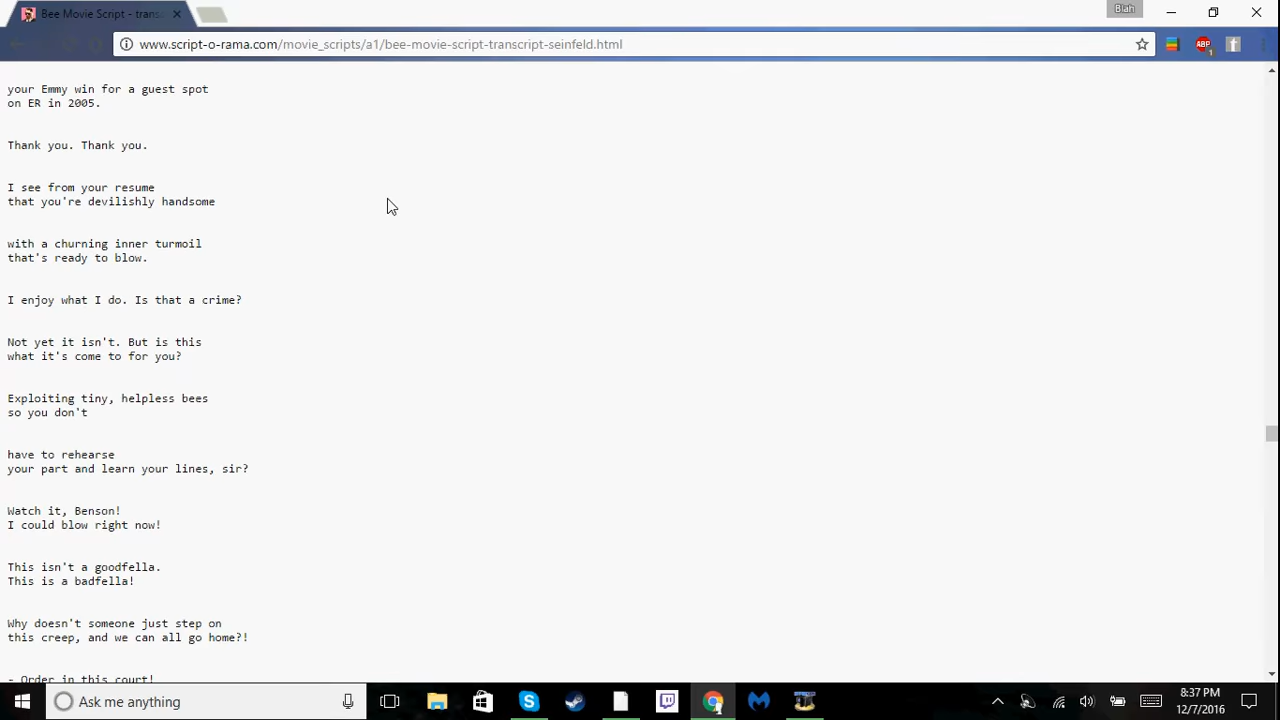 Bee Movie Script - trans
Blah
www.script-o-rama.com/movie_scripts/a1/bee-movie-script-transcript-seinfeld.html
ABP
1
your Emmy win for a guest spot
on ER in 2005.
Thank you. Thank you.
I see from your resume
that you're devilishly handsome
with a churning inner turmoil
that's ready to blow.
I enjoy what I do. Is that a crime?
Not yet it isn't. But is this
what it's come to for you?
Exploiting tiny, helpless bees
so you don't
have to rehearse
your part and learn your lines, sir?
Watch it, Benson!
I could blow right now!
This isn't a goodfella.
This is a badfella!
Why doesn't someone just step on
this creep, and we can all go home?!
- Order in this court!
Ask me anything
8:37 PM
12/7/2016